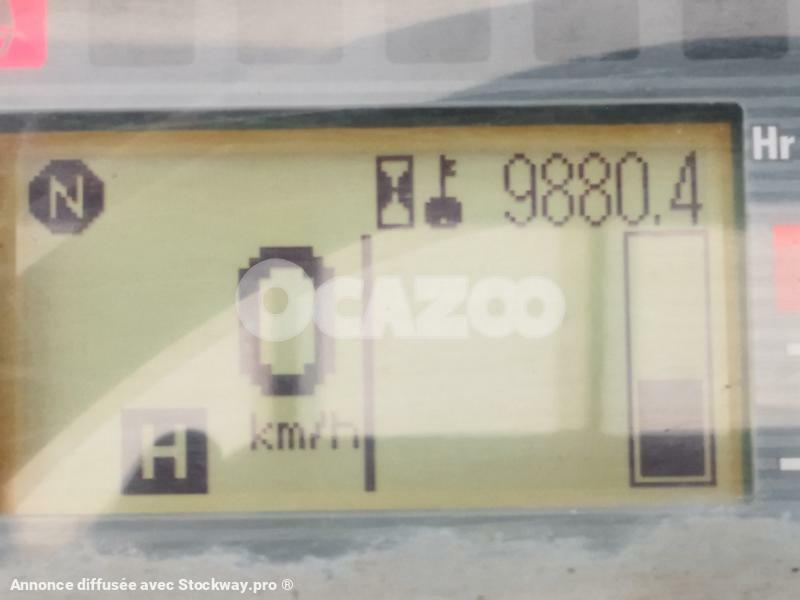 Hr
N 9880.4
0
OCAZOO
km/h
H
Annonce diffusée avec Stockway.pro ®